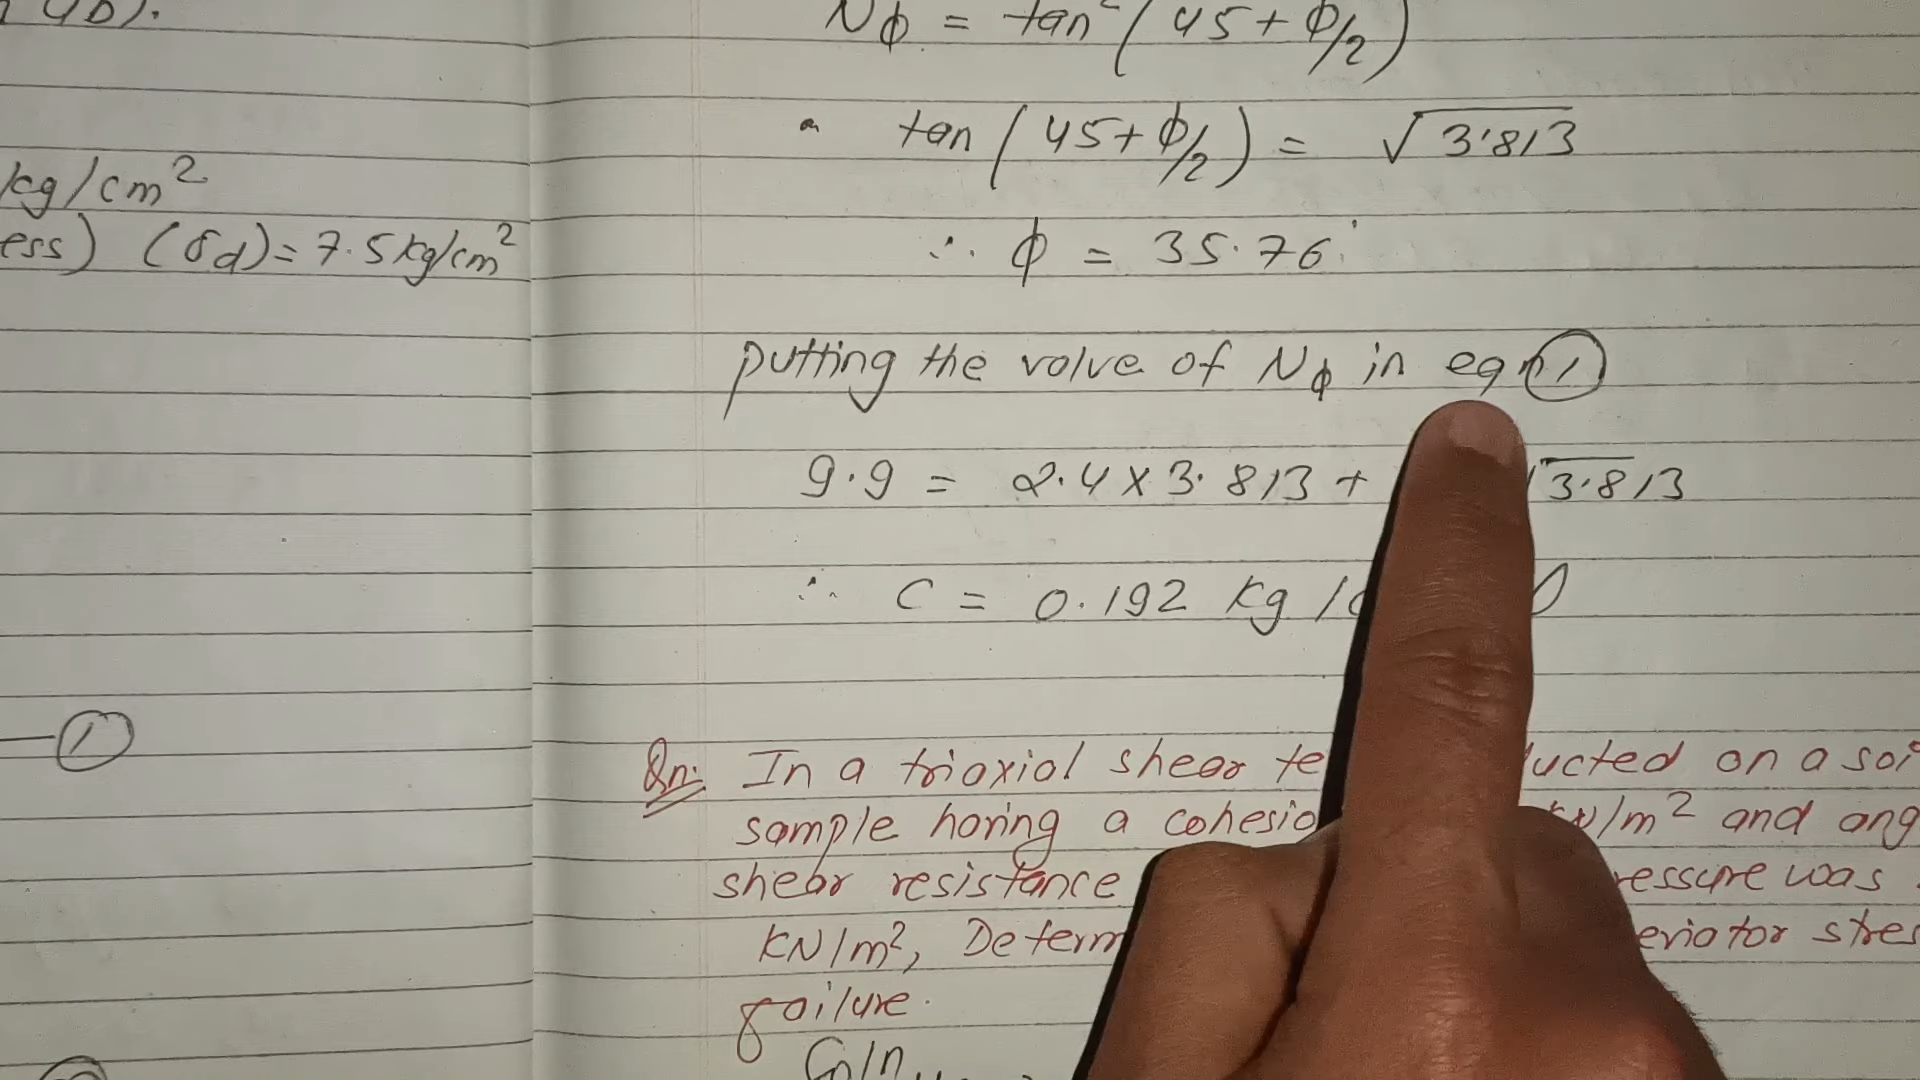 kg/cm²
ess) (σd) = 7.5 kg/cm²
①
Nϕ = tan² (45 + ϕ/2)
tan (45 + ϕ/2) = √3.813
∴ ϕ = 35.76°
putting the value of Nϕ in eqn ①
9.9 = 2.4 × 3.813 + √3.813
∴ C = 0.192 kg /
Qn: In a triaxial shear te ucted on a soi
sample having a cohesio kN/m² and ang
shear resistance essure was
KN/m², Determ eviator stres
failure.
Soln